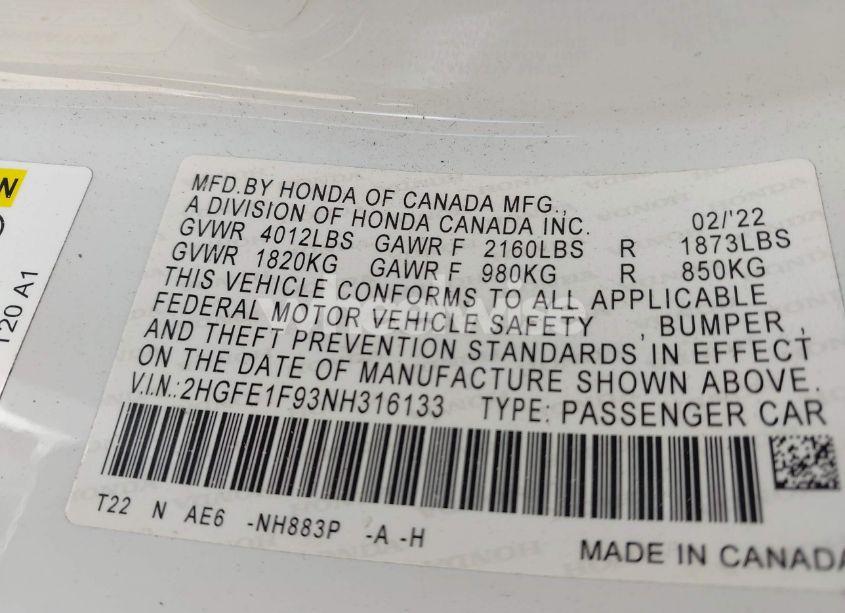 N
T20 A1
MFD.BY HONDA OF CANADA MFG.,
A DIVISION OF HONDA CANADA INC. 02/'22
GVWR 4012LBS GAWR F 2160LBS R 1873LBS
GVWR 1820KG GAWR F 980KG R 850KG
THIS VEHICLE CONFORMS TO ALL APPLICABLE
FEDERAL MOTOR VEHICLE SAFETY , BUMPER ,
AND THEFT PREVENTION STANDARDS IN EFFECT
ON THE DATE OF MANUFACTURE SHOWN ABOVE.
V.I.N.:2HGFE1F93NH316133 TYPE: PASSENGER CAR
T22 N AE6 -NH883P -A -H
MADE IN CANADA